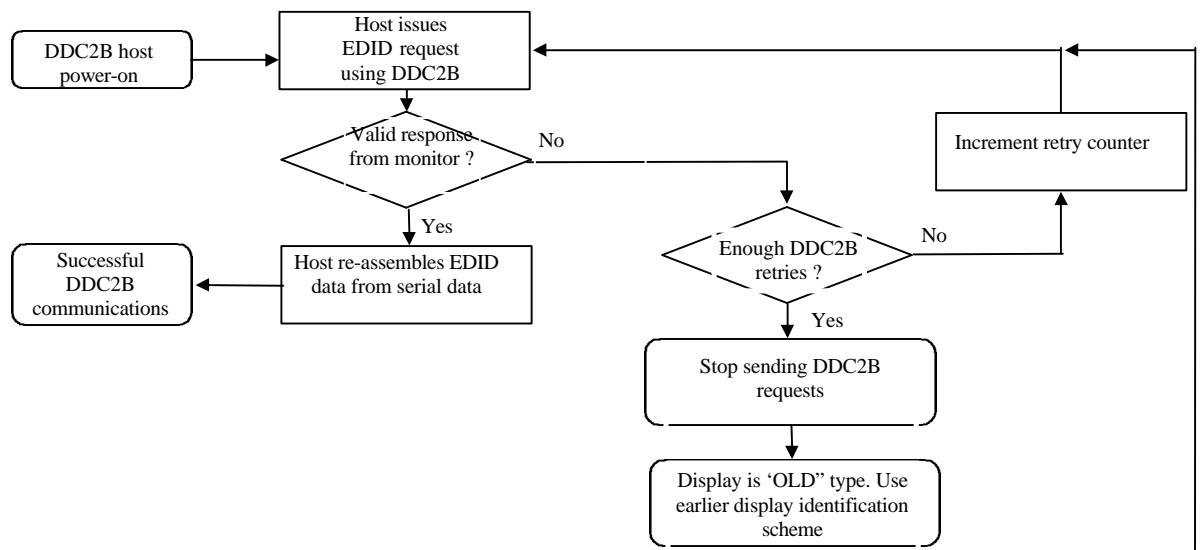 DDC2B host
power-on
Host issues
EDID request
using DDC2B
Valid response
from monitor ?
No
Increment retry counter
Yes
Enough DDC2B
retries ?
No
Successful
DDC2B
communications
Host re-assembles EDID
data from serial data
Yes
Stop sending DDC2B
requests
Display is ‘OLD” type. Use
earlier display identification
scheme